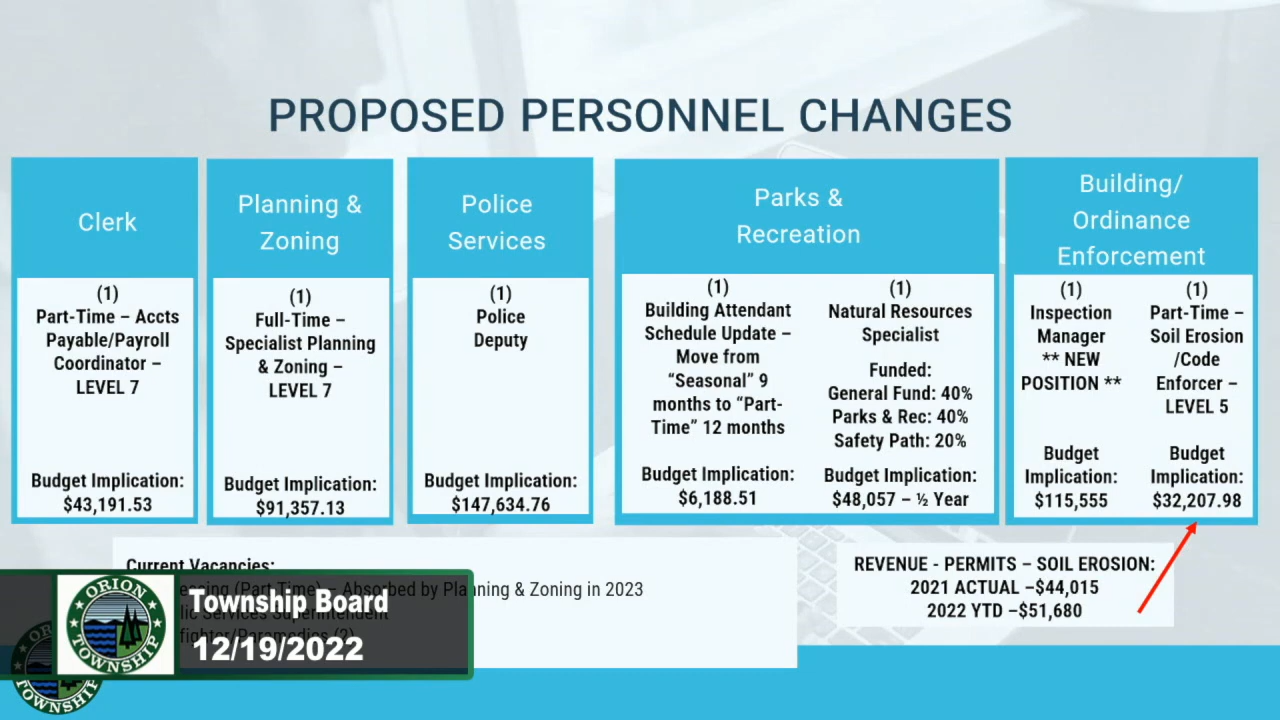 PROPOSED PERSONNEL CHANGES
Clerk
(1)
Part-Time – Accts
Payable/Payroll
Coordinator –
LEVEL 7
Budget Implication:
$43,191.53
Planning &
Zoning
(1)
Full-Time –
Specialist Planning
& Zoning –
LEVEL 7
Budget Implication:
$91,357.13
Police
Services
(1)
Police
Deputy
Budget Implication:
$147,634.76
Parks &
Recreation
(1)
Building Attendant
Schedule Update –
Move from
“Seasonal” 9
months to “Part-
Time” 12 months
Budget Implication:
$6,188.51
(1)
Natural Resources
Specialist
Funded:
General Fund: 40%
Parks & Rec: 40%
Safety Path: 20%
Budget Implication:
$48,057 – ½ Year
Building/
Ordinance
Enforcement
(1)
Inspection
Manager
** NEW
POSITION **
Budget
Implication:
$115,555
(1)
Part-Time –
Soil Erosion
/Code
Enforcer –
LEVEL 5
Budget
Implication:
$32,207.98
Current Vacancies:
(Part Time) – Absorbed by Planning & Zoning in 2023
Services Superintendent
(2)
REVENUE - PERMITS – SOIL EROSION:
2021 ACTUAL –$44,015
2022 YTD –$51,680
ORION
TOWNSHIP
Township Board
12/19/2022
TOWNSHIP